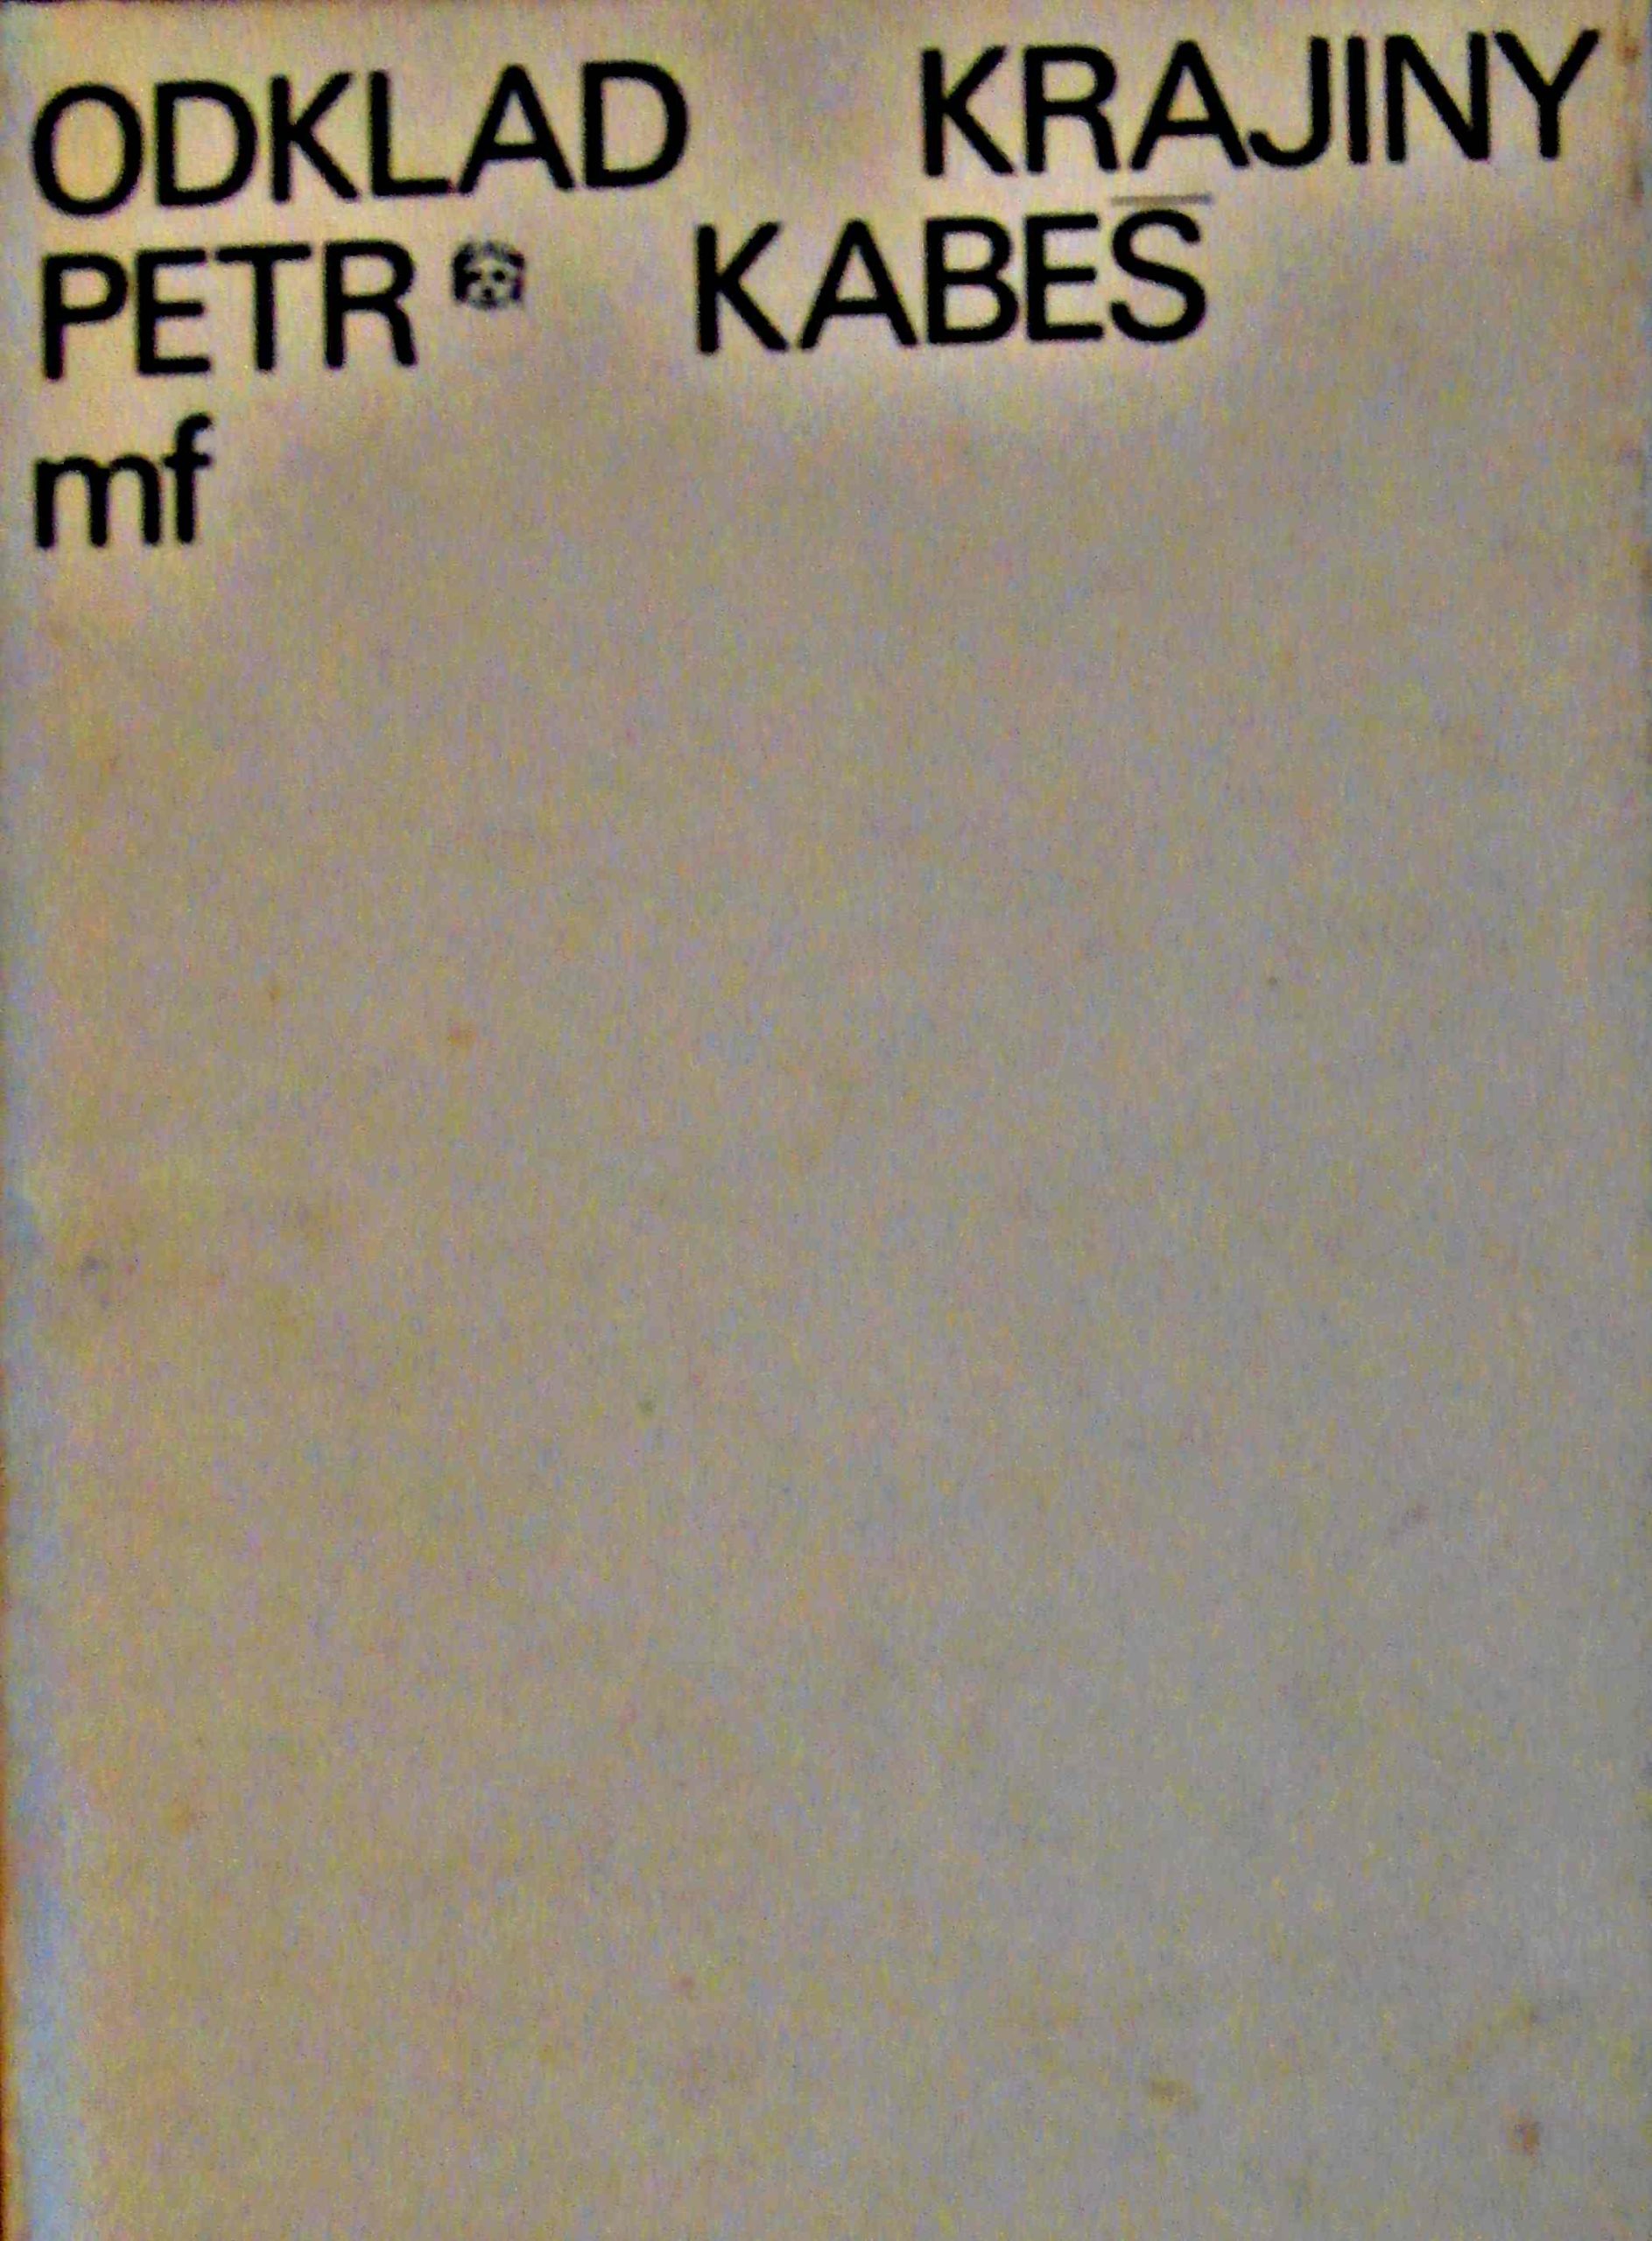 ODKLAD KRAJINY
PETR KABEŠ
mf